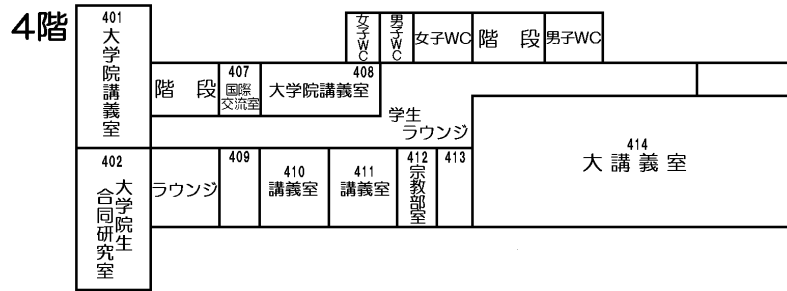 4階
401
大学院講義室
女子WC
男子WC
女子WC
階 段
男子WC
階 段
407
国際
交流室
408
大学院講義室
学生
ラウンジ
414
大講義室
402
大学院生
合同研究室
ラウンジ
409
410
講義室
411
講義室
412
宗教部室
413